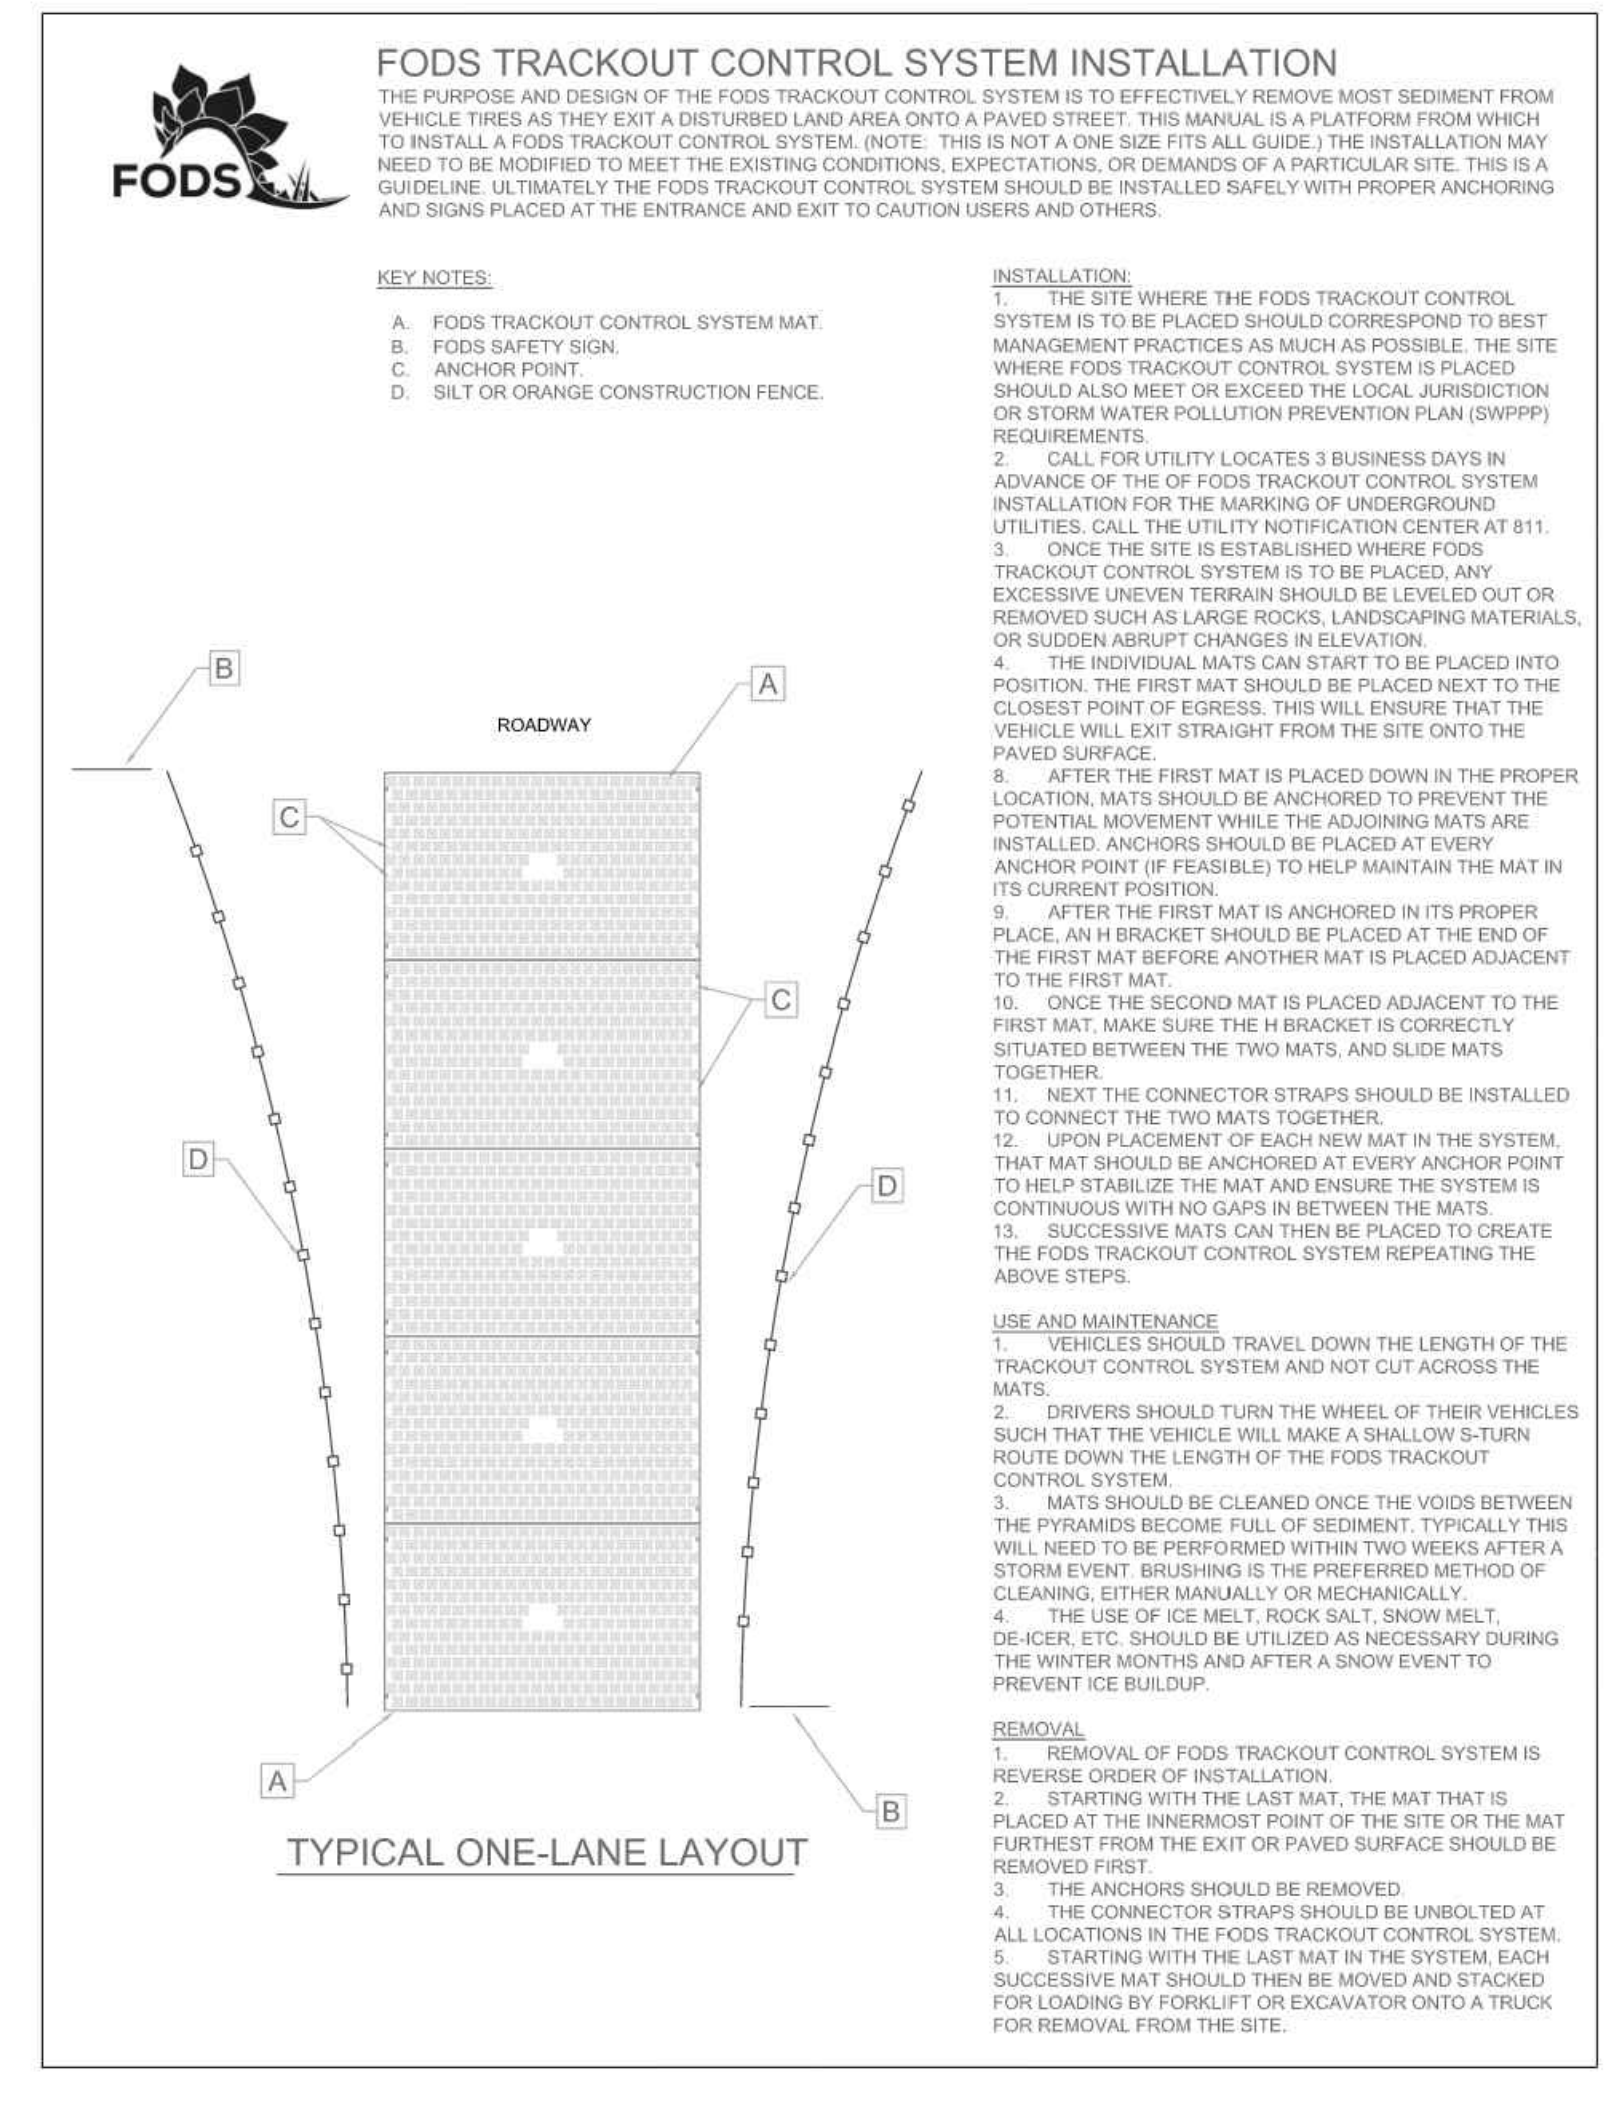 FODS
FODS TRACKOUT CONTROL SYSTEM INSTALLATION
THE PURPOSE AND DESIGN OF THE FODS TRACKOUT CONTROL SYSTEM IS TO EFFECTIVELY REMOVE MOST SEDIMENT FROM
VEHICLE TIRES AS THEY EXIT A DISTURBED LAND AREA ONTO A PAVED STREET. THIS MANUAL IS A PLATFORM FROM WHICH
TO INSTALL A FODS TRACKOUT CONTROL SYSTEM. (NOTE: THIS IS NOT A ONE SIZE FITS ALL GUIDE.) THE INSTALLATION MAY
NEED TO BE MODIFIED TO MEET THE EXISTING CONDITIONS, EXPECTATIONS, OR DEMANDS OF A PARTICULAR SITE. THIS IS A
GUIDELINE. ULTIMATELY THE FODS TRACKOUT CONTROL SYSTEM SHOULD BE INSTALLED SAFELY WITH PROPER ANCHORING
AND SIGNS PLACED AT THE ENTRANCE AND EXIT TO CAUTION USERS AND OTHERS.
KEY NOTES:
A. FODS TRACKOUT CONTROL SYSTEM MAT.
B. FODS SAFETY SIGN.
C. ANCHOR POINT.
D. SILT OR ORANGE CONSTRUCTION FENCE.
B
A
ROADWAY
C
C
D
D
A
B
TYPICAL ONE-LANE LAYOUT
INSTALLATION:
1. THE SITE WHERE THE FODS TRACKOUT CONTROL
SYSTEM IS TO BE PLACED SHOULD CORRESPOND TO BEST
MANAGEMENT PRACTICES AS MUCH AS POSSIBLE. THE SITE
WHERE FODS TRACKOUT CONTROL SYSTEM IS PLACED
SHOULD ALSO MEET OR EXCEED THE LOCAL JURISDICTION
OR STORM WATER POLLUTION PREVENTION PLAN (SWPPP)
REQUIREMENTS.
2. CALL FOR UTILITY LOCATES 3 BUSINESS DAYS IN
ADVANCE OF THE OF FODS TRACKOUT CONTROL SYSTEM
INSTALLATION FOR THE MARKING OF UNDERGROUND
UTILITIES. CALL THE UTILITY NOTIFICATION CENTER AT 811.
3. ONCE THE SITE IS ESTABLISHED WHERE FODS
TRACKOUT CONTROL SYSTEM IS TO BE PLACED, ANY
EXCESSIVE UNEVEN TERRAIN SHOULD BE LEVELED OUT OR
REMOVED SUCH AS LARGE ROCKS, LANDSCAPING MATERIALS,
OR SUDDEN ABRUPT CHANGES IN ELEVATION.
4. THE INDIVIDUAL MATS CAN START TO BE PLACED INTO
POSITION. THE FIRST MAT SHOULD BE PLACED NEXT TO THE
CLOSEST POINT OF EGRESS. THIS WILL ENSURE THAT THE
VEHICLE WILL EXIT STRAIGHT FROM THE SITE ONTO THE
PAVED SURFACE.
8. AFTER THE FIRST MAT IS PLACED DOWN IN THE PROPER
LOCATION, MATS SHOULD BE ANCHORED TO PREVENT THE
POTENTIAL MOVEMENT WHILE THE ADJOINING MATS ARE
INSTALLED. ANCHORS SHOULD BE PLACED AT EVERY
ANCHOR POINT (IF FEASIBLE) TO HELP MAINTAIN THE MAT IN
ITS CURRENT POSITION.
9. AFTER THE FIRST MAT IS ANCHORED IN ITS PROPER
PLACE, AN H BRACKET SHOULD BE PLACED AT THE END OF
THE FIRST MAT BEFORE ANOTHER MAT IS PLACED ADJACENT
TO THE FIRST MAT.
10. ONCE THE SECOND MAT IS PLACED ADJACENT TO THE
FIRST MAT, MAKE SURE THE H BRACKET IS CORRECTLY
SITUATED BETWEEN THE TWO MATS, AND SLIDE MATS
TOGETHER.
11. NEXT THE CONNECTOR STRAPS SHOULD BE INSTALLED
TO CONNECT THE TWO MATS TOGETHER.
12. UPON PLACEMENT OF EACH NEW MAT IN THE SYSTEM,
THAT MAT SHOULD BE ANCHORED AT EVERY ANCHOR POINT
TO HELP STABILIZE THE MAT AND ENSURE THE SYSTEM IS
CONTINUOUS WITH NO GAPS IN BETWEEN THE MATS.
13. SUCCESSIVE MATS CAN THEN BE PLACED TO CREATE
THE FODS TRACKOUT CONTROL SYSTEM REPEATING THE
ABOVE STEPS.
USE AND MAINTENANCE
1. VEHICLES SHOULD TRAVEL DOWN THE LENGTH OF THE
TRACKOUT CONTROL SYSTEM AND NOT CUT ACROSS THE
MATS.
2. DRIVERS SHOULD TURN THE WHEEL OF THEIR VEHICLES
SUCH THAT THE VEHICLE WILL MAKE A SHALLOW S-TURN
ROUTE DOWN THE LENGTH OF THE FODS TRACKOUT
CONTROL SYSTEM.
3. MATS SHOULD BE CLEANED ONCE THE VOIDS BETWEEN
THE PYRAMIDS BECOME FULL OF SEDIMENT. TYPICALLY THIS
WILL NEED TO BE PERFORMED WITHIN TWO WEEKS AFTER A
STORM EVENT. BRUSHING IS THE PREFERRED METHOD OF
CLEANING, EITHER MANUALLY OR MECHANICALLY.
4. THE USE OF ICE MELT, ROCK SALT, SNOW MELT,
DE-ICER, ETC. SHOULD BE UTILIZED AS NECESSARY DURING
THE WINTER MONTHS AND AFTER A SNOW EVENT TO
PREVENT ICE BUILDUP.
REMOVAL
1. REMOVAL OF FODS TRACKOUT CONTROL SYSTEM IS
REVERSE ORDER OF INSTALLATION.
2. STARTING WITH THE LAST MAT, THE MAT THAT IS
PLACED AT THE INNERMOST POINT OF THE SITE OR THE MAT
FURTHEST FROM THE EXIT OR PAVED SURFACE SHOULD BE
REMOVED FIRST.
3. THE ANCHORS SHOULD BE REMOVED.
4. THE CONNECTOR STRAPS SHOULD BE UNBOLTED AT
ALL LOCATIONS IN THE FODS TRACKOUT CONTROL SYSTEM.
5. STARTING WITH THE LAST MAT IN THE SYSTEM, EACH
SUCCESSIVE MAT SHOULD THEN BE MOVED AND STACKED
FOR LOADING BY FORKLIFT OR EXCAVATOR ONTO A TRUCK
FOR REMOVAL FROM THE SITE.